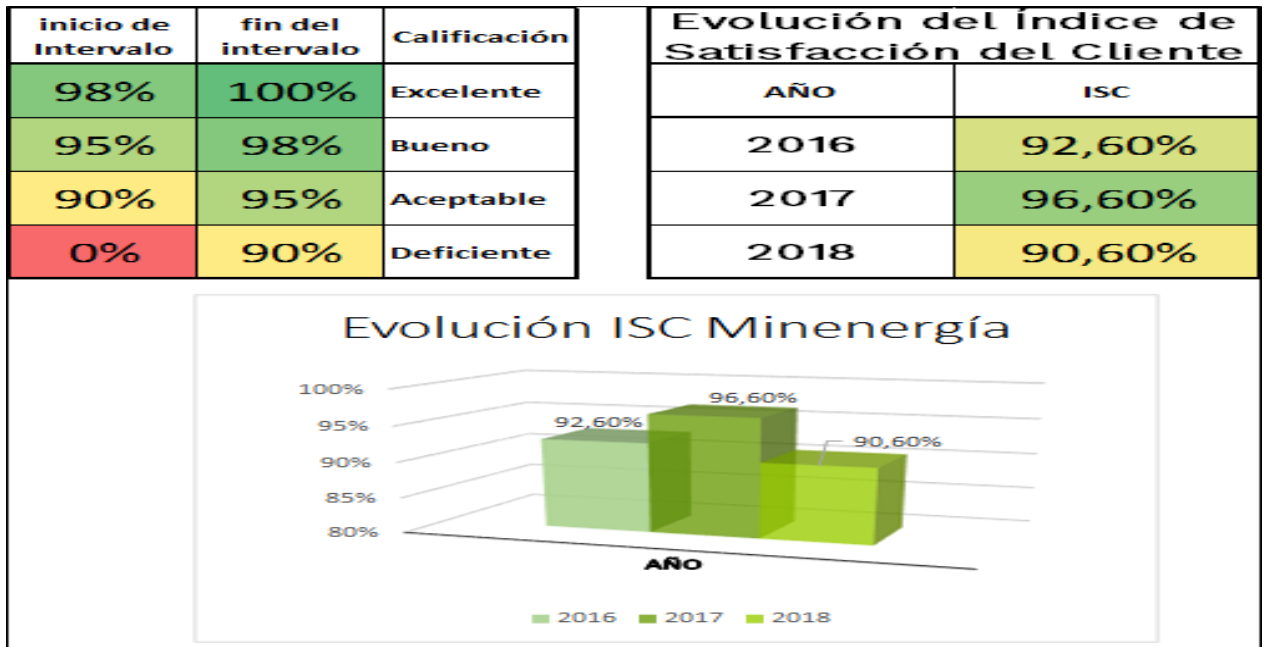 inicio de Intervalo fin del intervalo Calificación
98% 100% Excelente
95% 98% Bueno
90% 95% Aceptable
0% 90% Deficiente
Evolución del Índice de
Satisfacción del Cliente
AÑO ISC
2016 92,60%
2017 96,60%
2018 90,60%
Evolución ISC Minenergía
100%
95%
90%
85%
80%
92,60%
96,60%
90,60%
AÑO
2016 2017 2018